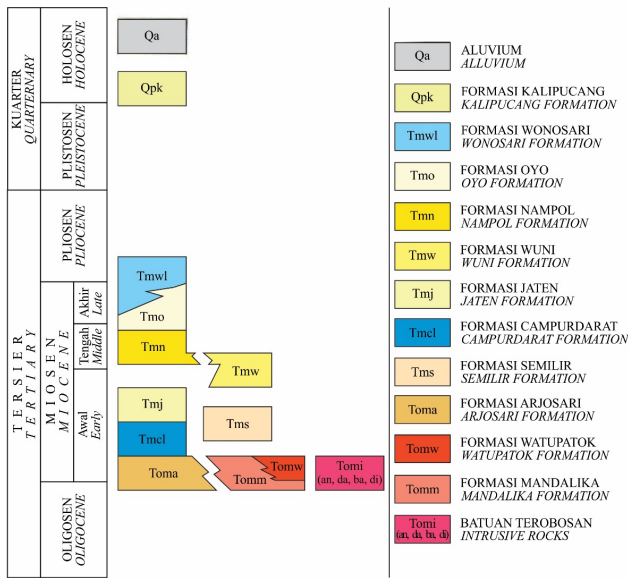 KUARTER
QUARTERNARY
HOLOSEN
HOLOCENE
PLISTOSEN
PLEISTOCENE
TERSIER
TERTIARY
PLIOSEN
PLIOCENE
MIOSEN
MIOCENE
Akhir
Late
Tengah
Middle
Awal
Early
OLIGOSEN
OLIGOCENE
Qa
Qpk
Tmwl
Tmo
Tmn
Tmw
Tmj
Tms
Tmcl
Toma
Tomm
Tomw
Tomi
(an, da, ba, di)
Qa
ALUVIUM
ALLUVIUM
Qpk
FORMASI KALIPUCANG
KALIPUCANG FORMATION
Tmwl
FORMASI WONOSARI
WONOSARI FORMATION
Tmo
FORMASI OYO
OYO FORMATION
Tmn
FORMASI NAMPOL
NAMPOL FORMATION
Tmw
FORMASI WUNI
WUNI FORMATION
Tmj
FORMASI JATEN
JATEN FORMATION
Tmcl
FORMASI CAMPURDARAT
CAMPURDARAT FORMATION
Tms
FORMASI SEMILIR
SEMILIR FORMATION
Toma
FORMASI ARJOSARI
ARJOSARI FORMATION
Tomw
FORMASI WATUPATOK
WATUPATOK FORMATION
Tomm
FORMASI MANDALIKA
MANDALIKA FORMATION
Tomi
(an, da, ba, di)
BATUAN TEROBOSAN
INTRUSIVE ROCKS